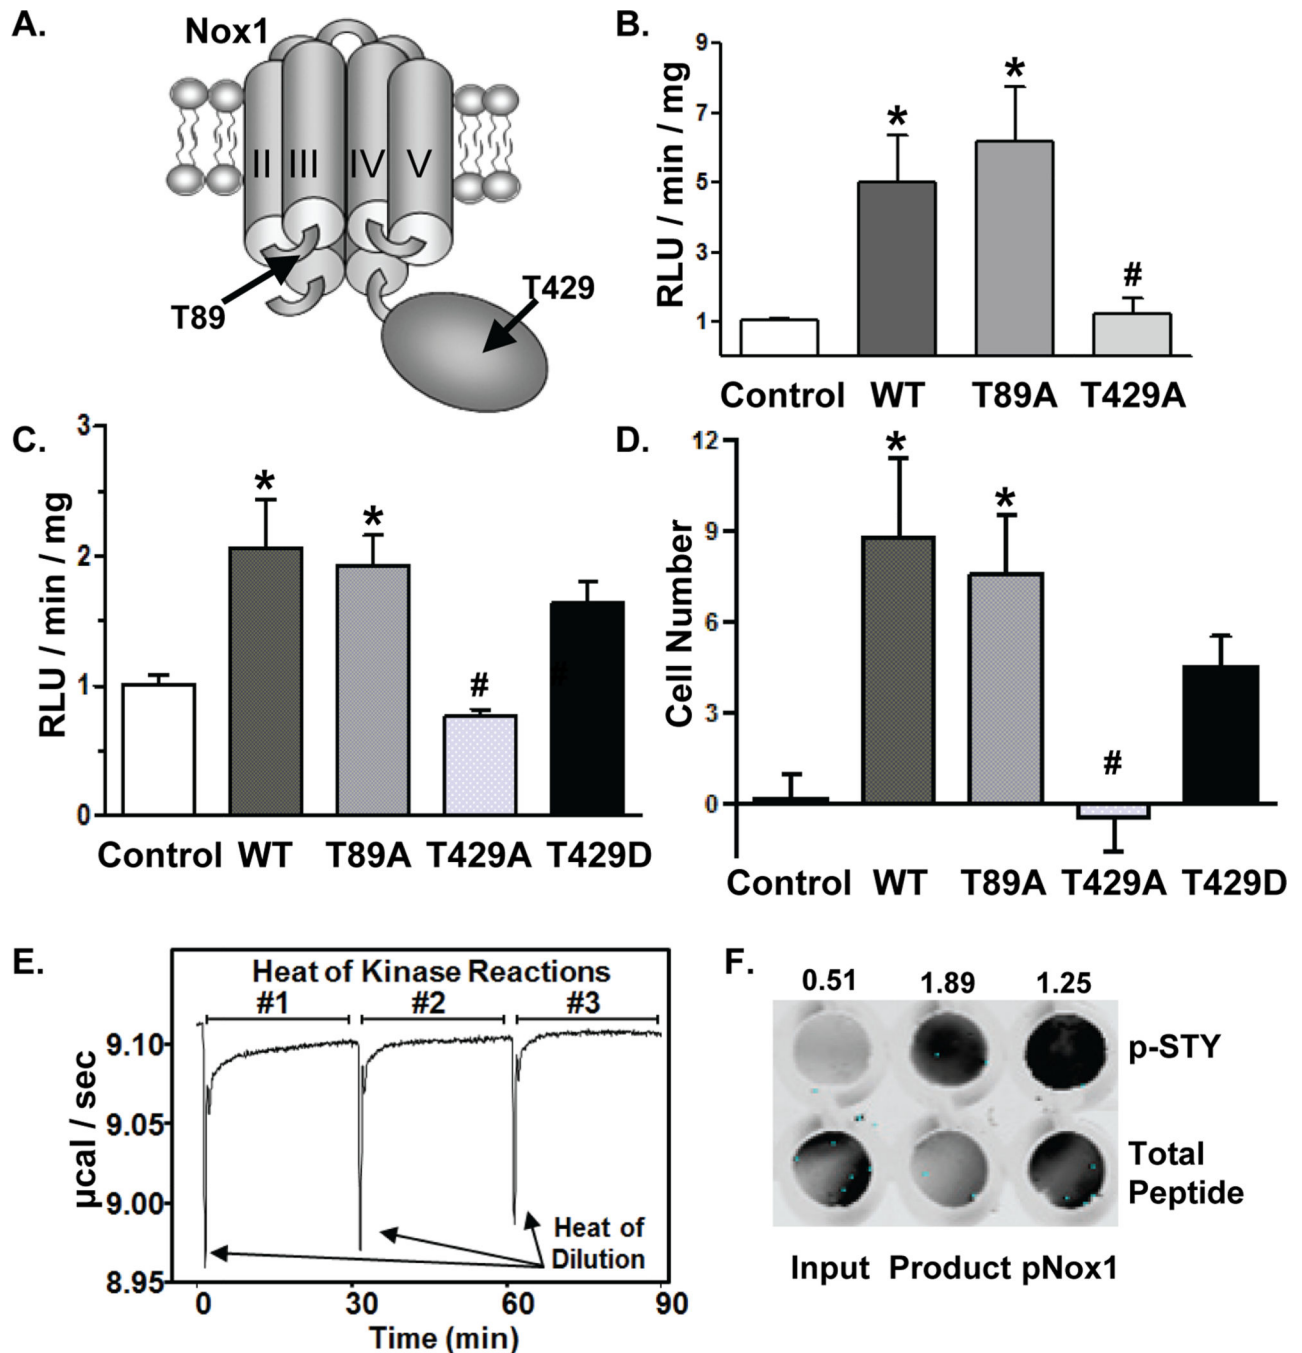 A.
Nox1
II III IV V
T89
T429
B.
RLU / min / mg
9
7
5
3
1
*
*
#
Control WT T89A T429A
C.
RLU / min / mg
3
2
1
0
*
*
#
#
Control WT T89A T429A T429D
D.
Cell Number
12
9
6
3
0
*
*
#
Control WT T89A T429A T429D
E.
Heat of Kinase Reactions
#1 #2 #3
µcal / sec
9.10
9.05
9.00
8.95
Heat of
Dilution
0 30 60 90
Time (min)
F.
0.51 1.89 1.25
p-STY
Total
Peptide
Input Product pNox1